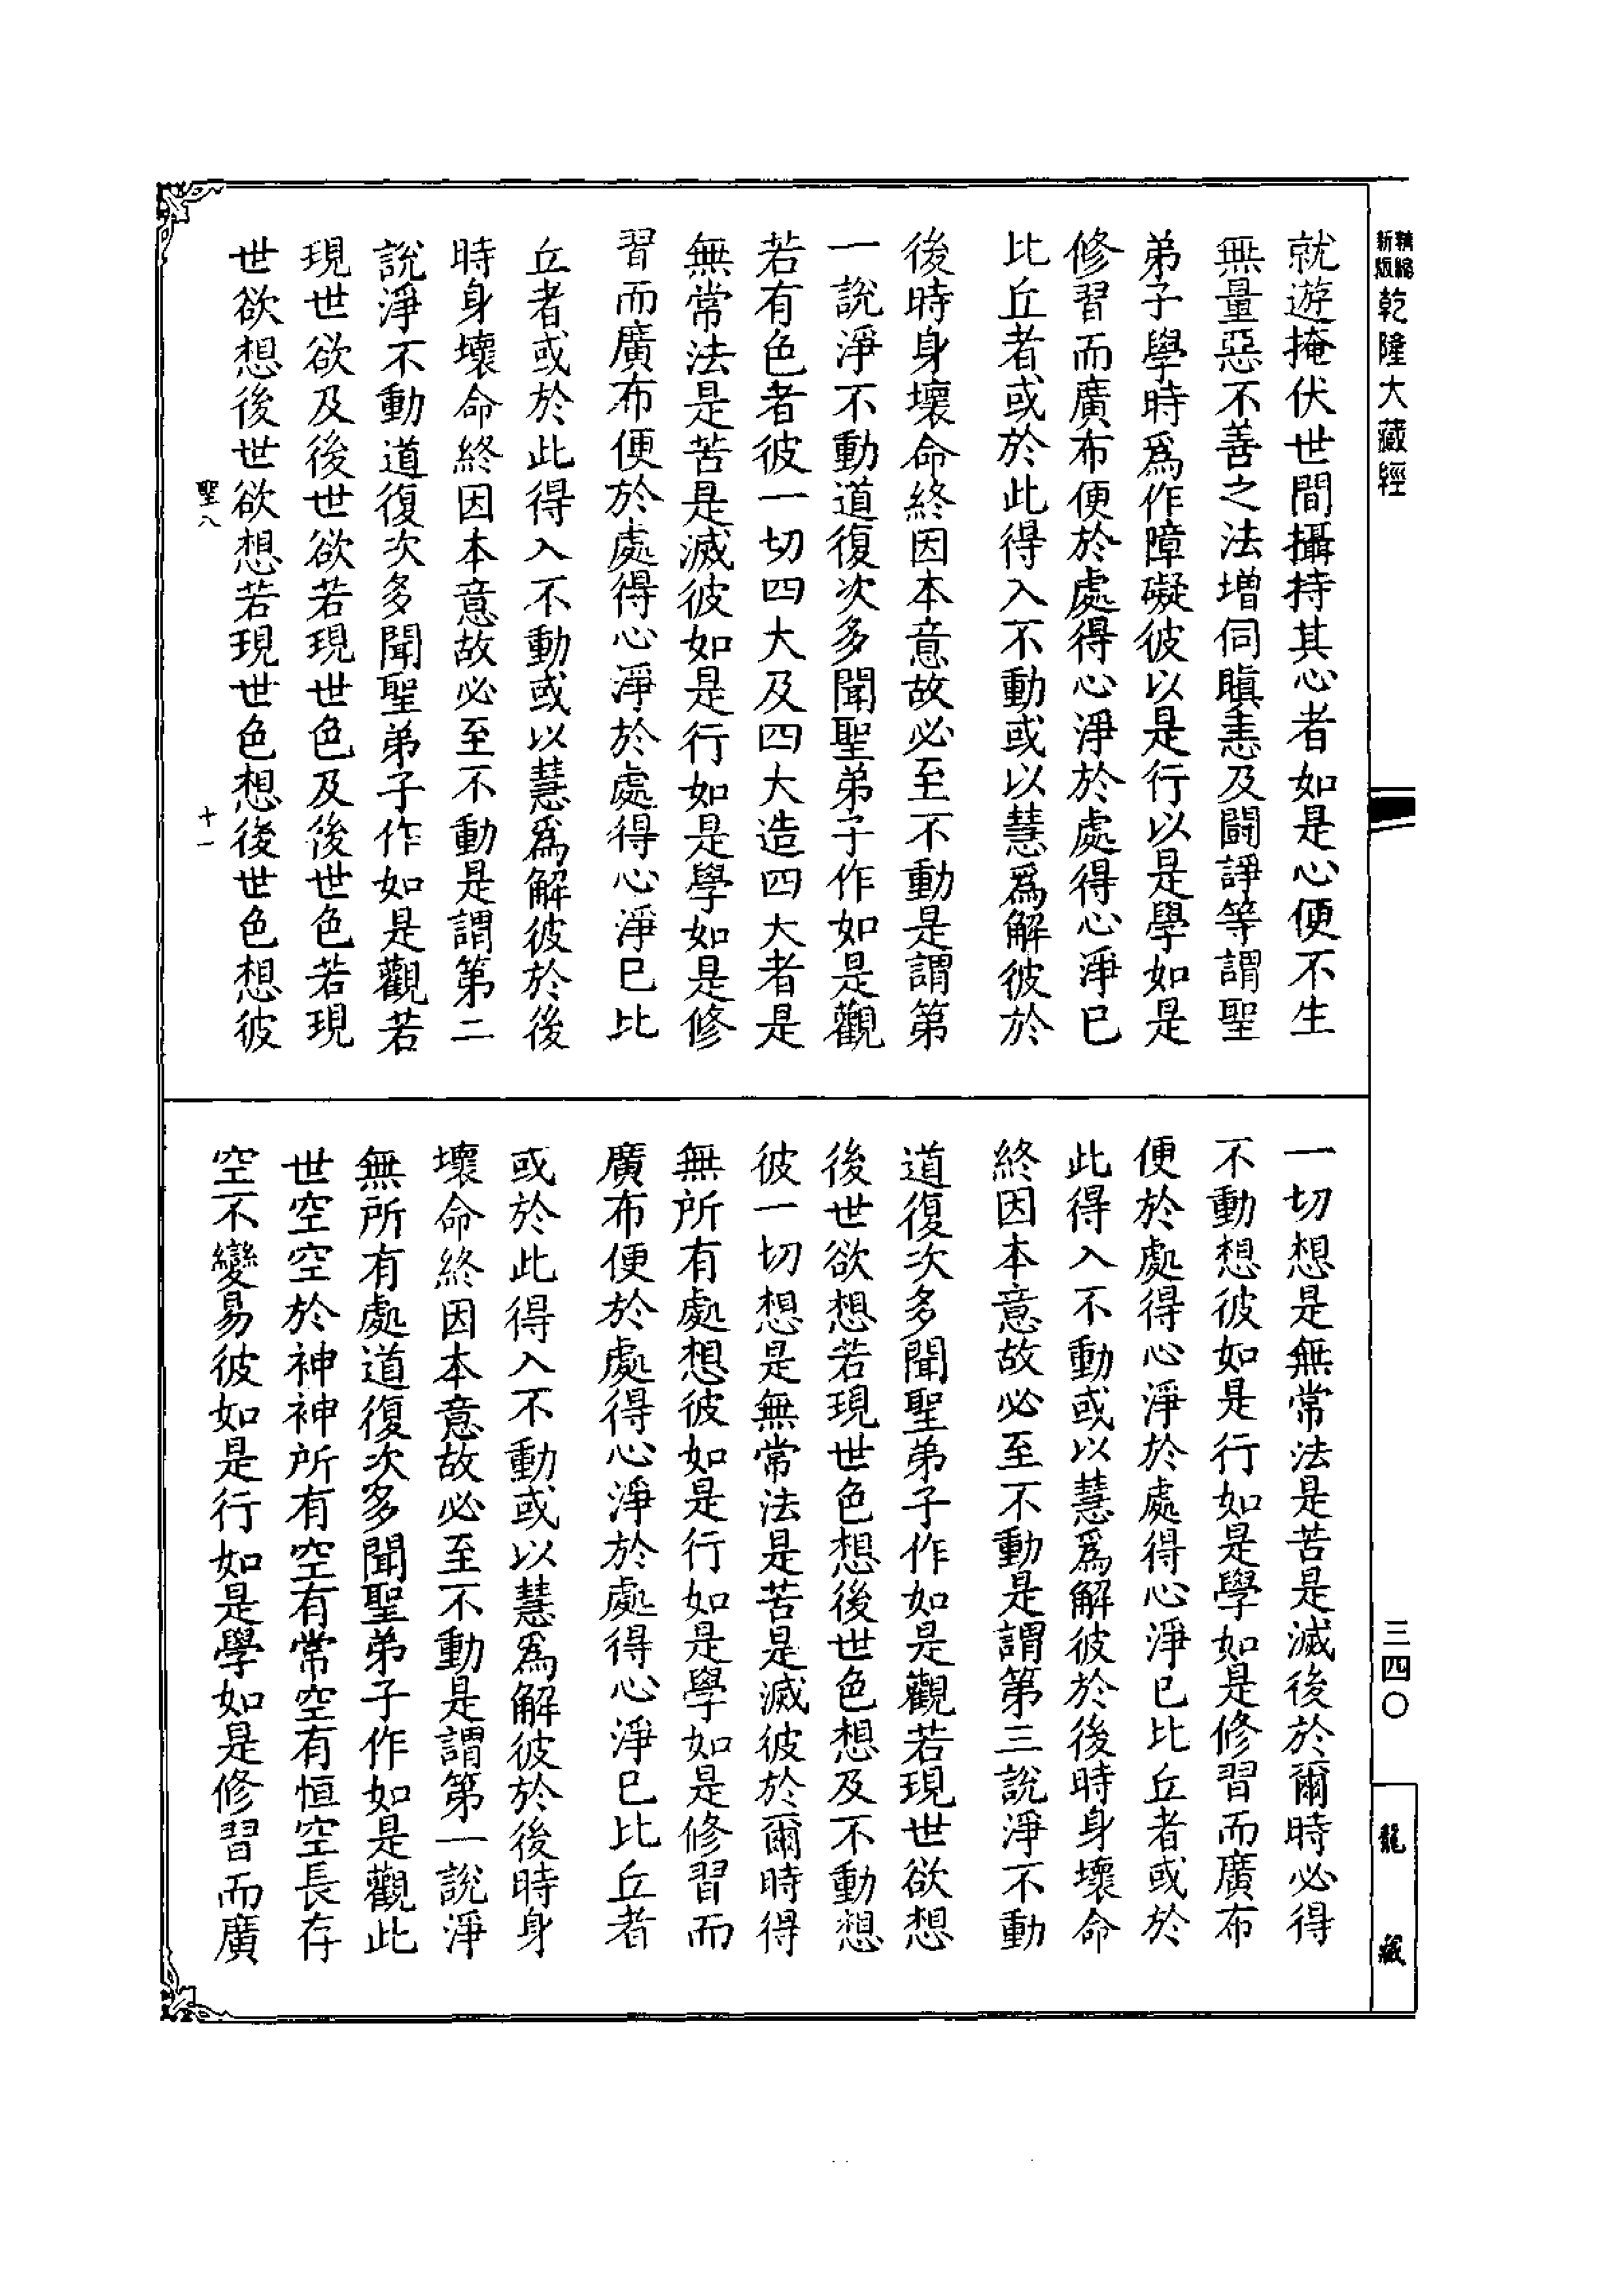 精縮
新版
乾隆大藏經
就遊掩伏世間攝持其心者如是心便不生
無量惡不善之法增伺瞋恚及鬪諍等謂聖
弟子學時爲作障礙彼以是行以是學如是
修習而廣布便於處得心淨於處得心淨已
比丘者或於此得入不動或以慧爲解彼於
後時身壞命終因本意故必至不動是謂第
一說淨不動道復次多聞聖弟子作如是觀
若有色者彼一切四大及四大造四大者是
無常法是苦是滅彼如是行如是學如是修
習而廣布便於處得心淨於處得心淨已比
丘者或於此得入不動或以慧爲解彼於後
時身壞命終因本意故必至不動是謂第二
說淨不動道復次多聞聖弟子作如是觀若
現世欲及後世欲若現世色及後世色若現
世欲想後世欲想若現世色想後世色想彼
聖八
十一
一切想是無常法是苦是滅彼於爾時必得
不動想彼如是行如是學如是修習而廣布
便於處得心淨於處得心淨已比丘者或於
此得入不動或以慧爲解彼於後時身壞命
終因本意故必至不動是謂第三說淨不動
道復次多聞聖弟子作如是觀若現世欲想
後世欲想若現世色想後世色想及不動想
彼一切想是無常法是苦是滅彼於爾時得
無所有處想彼如是行如是學如是修習而
廣布便於處得心淨於處得心淨已比丘者
或於此得入不動或以慧爲解彼於後時身
壞命終因本意故必至不動是謂第一說淨
無所有處道復次多聞聖弟子作如是觀此
世空空於神神所有空有常空有恒空長存
空不變易彼如是行如是學如是修習而廣
三四〇
龍藏